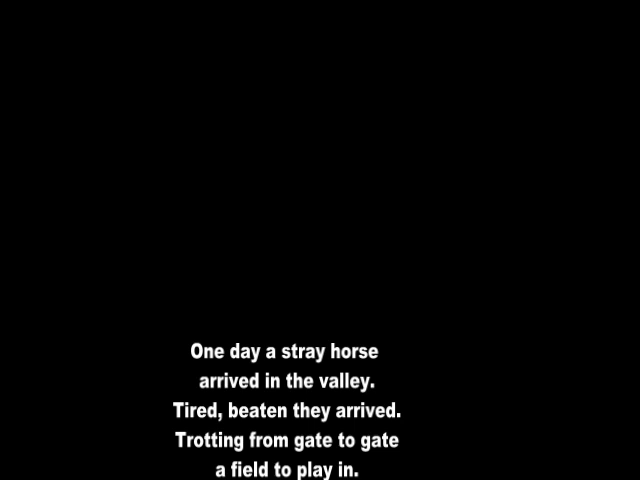 One day a stray horse
arrived in the valley.
Tired, beaten they arrived.
Trotting from gate to gate
a field to play in.